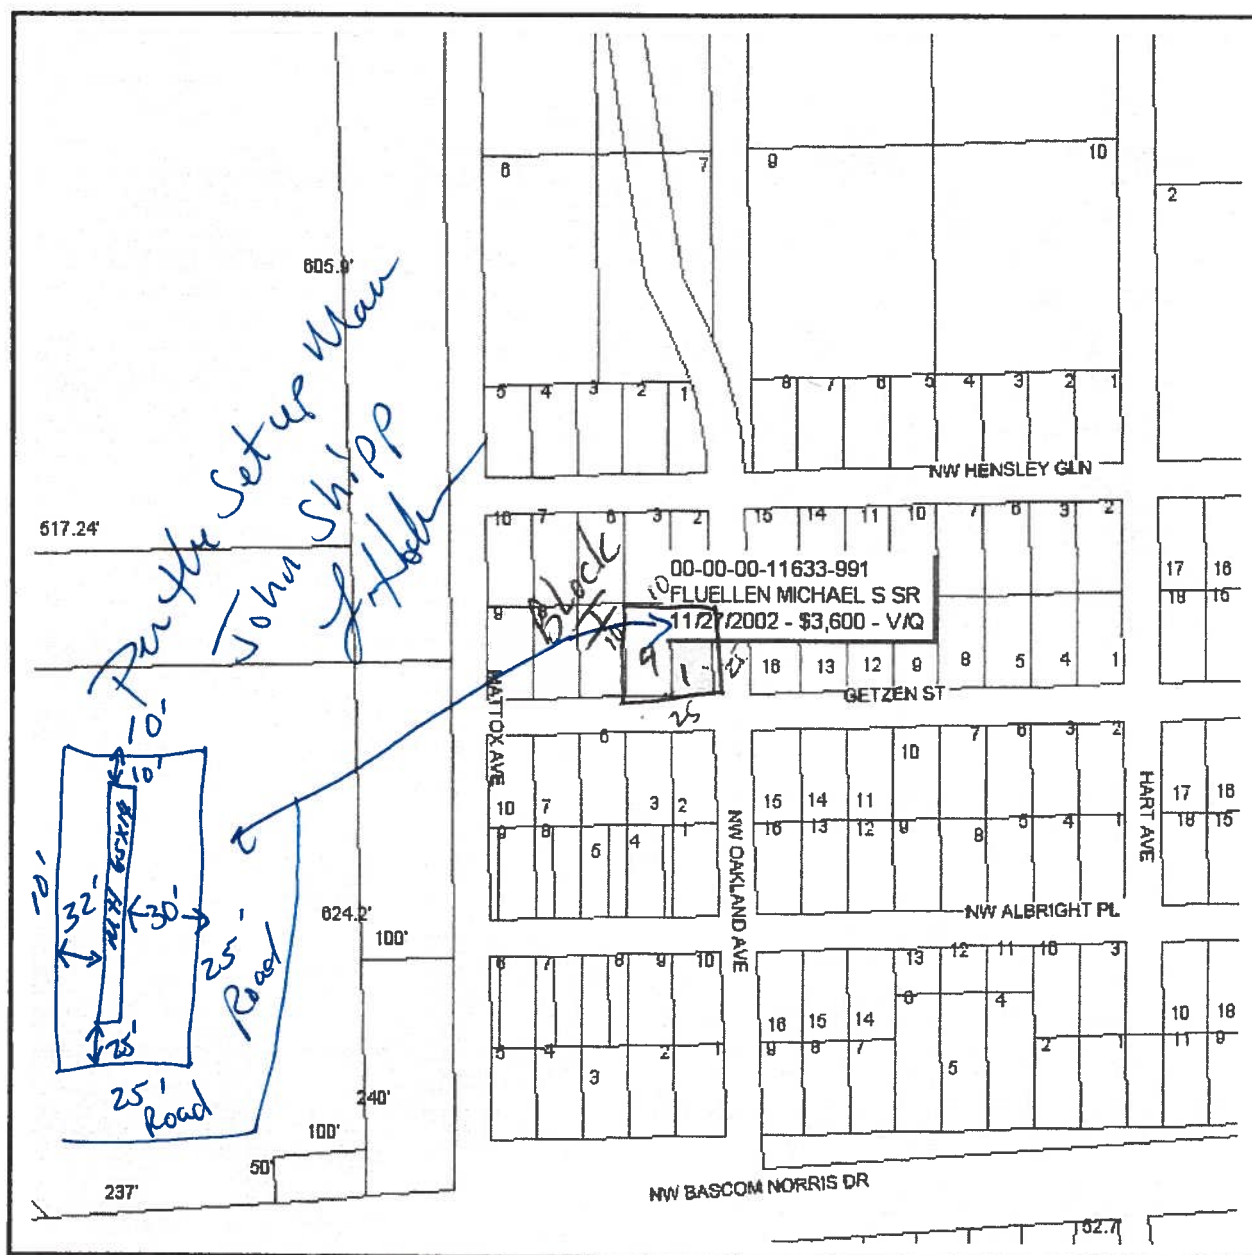 6
7
9
10
2
605.9'
Per the Set up Man
John Shipp
5 4 3 2 1
8 7 6 5 4 3 2 1
NW HENSLEY GLN
517.24'
10 7 6 3 2
15 14 11 10 7 6 3 2
17 16
18 15
Block
X
10
10
00-00-00-11633-991
FLUELLEN MICHAEL S SR
11/27/2002 - $3,600 - V/Q
9 8
9 1
25
16 13 12 9 8 5 4 1
GETZEN ST
MATTOX AVE
6
10 7 3 2
9 8 5 4 1
10 7 6 3 2
15 14 11
16 13 12 9 8 5 4 1
17 16
18 15
HART AVE
NW OAKLAND AVE
NW ALBRIGHT PL
10'
10'
10'
32'
MH 65X14
30'
25'
Road
25'
25'
Road
624.2'
100'
240'
100'
50'
237'
6 7 8 9 10
5 4 3 2 1
13 12 11 10 3
6 4
16 15 14
9 8 7
5 2 1
10 18
11 9
NW BASCOM NORRIS DR
52.7